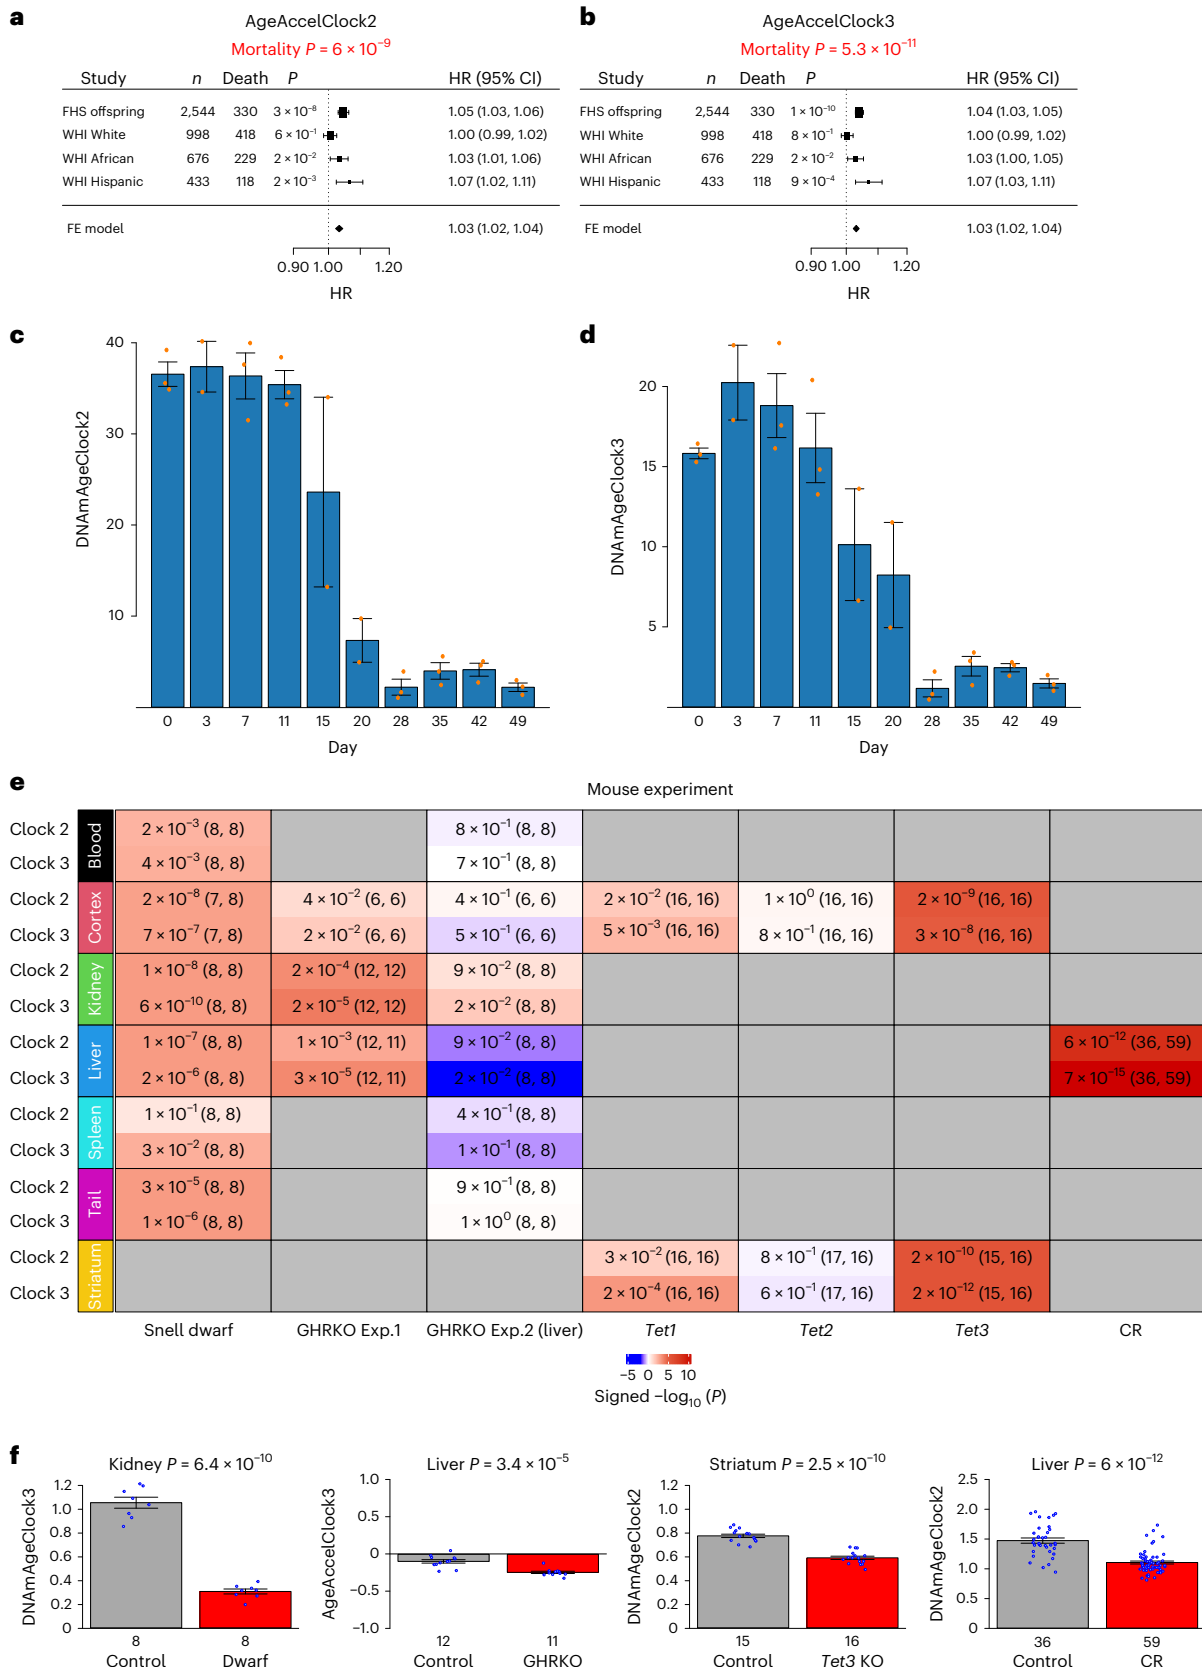 a
AgeAccelClock2
Mortality P = 6 × 10⁻⁹
Study n Death P HR (95% CI)
FHS offspring 2,544 330 3 × 10⁻⁸ 1.05 (1.03, 1.06)
WHI White 998 418 6 × 10⁻¹ 1.00 (0.99, 1.02)
WHI African 676 229 2 × 10⁻² 1.03 (1.01, 1.06)
WHI Hispanic 433 118 2 × 10⁻³ 1.07 (1.02, 1.11)
FE model 1.03 (1.02, 1.04)
0.90 1.00 1.20
HR
b
AgeAccelClock3
Mortality P = 5.3 × 10⁻¹¹
Study n Death P HR (95% CI)
FHS offspring 2,544 330 1 × 10⁻¹⁰ 1.04 (1.03, 1.05)
WHI White 998 418 8 × 10⁻¹ 1.00 (0.99, 1.02)
WHI African 676 229 2 × 10⁻² 1.03 (1.00, 1.05)
WHI Hispanic 433 118 9 × 10⁻⁴ 1.07 (1.03, 1.11)
FE model 1.03 (1.02, 1.04)
0.90 1.00 1.20
HR
c
DNAmAgeClock2
40
30
20
10
0 3 7 11 15 20 28 35 42 49
Day
d
DNAmAgeClock3
20
15
10
5
0 3 7 11 15 20 28 35 42 49
Day
e
Mouse experiment
Blood
Clock 2 2 × 10⁻³ (8, 8) 8 × 10⁻¹ (8, 8)
Clock 3 4 × 10⁻³ (8, 8) 7 × 10⁻¹ (8, 8)
Cortex
Clock 2 2 × 10⁻⁸ (7, 8) 4 × 10⁻² (6, 6) 4 × 10⁻¹ (6, 6) 2 × 10⁻² (16, 16) 1 × 10⁰ (16, 16) 2 × 10⁻⁹ (16, 16)
Clock 3 7 × 10⁻⁷ (7, 8) 2 × 10⁻² (6, 6) 5 × 10⁻¹ (6, 6) 5 × 10⁻³ (16, 16) 8 × 10⁻¹ (16, 16) 3 × 10⁻⁸ (16, 16)
Kidney
Clock 2 1 × 10⁻⁸ (8, 8) 2 × 10⁻⁴ (12, 12) 9 × 10⁻² (8, 8)
Clock 3 6 × 10⁻¹⁰ (8, 8) 2 × 10⁻⁵ (12, 12) 2 × 10⁻² (8, 8)
Liver
Clock 2 1 × 10⁻⁷ (8, 8) 1 × 10⁻³ (12, 11) 9 × 10⁻² (8, 8) 6 × 10⁻¹² (36, 59)
Clock 3 2 × 10⁻⁶ (8, 8) 3 × 10⁻⁵ (12, 11) 2 × 10⁻² (8, 8) 7 × 10⁻¹⁵ (36, 59)
Spleen
Clock 2 1 × 10⁻¹ (8, 8) 4 × 10⁻¹ (8, 8)
Clock 3 3 × 10⁻² (8, 8) 1 × 10⁻¹ (8, 8)
Tail
Clock 2 3 × 10⁻⁵ (8, 8) 9 × 10⁻¹ (8, 8)
Clock 3 1 × 10⁻⁶ (8, 8) 1 × 10⁰ (8, 8)
Striatum
Clock 2 3 × 10⁻² (16, 16) 8 × 10⁻¹ (17, 16) 2 × 10⁻¹⁰ (15, 16)
Clock 3 2 × 10⁻⁴ (16, 16) 6 × 10⁻¹ (17, 16) 2 × 10⁻¹² (15, 16)
Snell dwarf GHRKO Exp.1 GHRKO Exp.2 (liver) Tet1 Tet2 Tet3 CR
−5 0 5 10
Signed −log₁₀ (P)
f
Kidney P = 6.4 × 10⁻¹⁰
DNAmAgeClock3
1.2
1.0
0.8
0.6
0.4
0.2
0
8 8
Control Dwarf
Liver P = 3.4 × 10⁻⁵
AgeAccelClock3
1.0
0.5
0
−0.5
−1.0
12 11
Control GHRKO
Striatum P = 2.5 × 10⁻¹⁰
DNAmAgeClock2
1.2
1.0
0.8
0.6
0.4
0.2
0
15 16
Control Tet3 KO
Liver P = 6 × 10⁻¹²
DNAmAgeClock2
2.5
2.0
1.5
1.0
0.5
0
36 59
Control CR